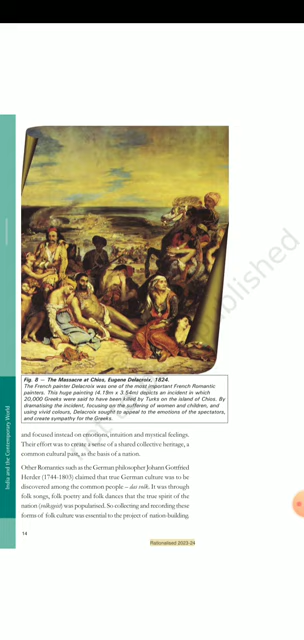 Fig. 8 — The Massacre at Chios, Eugene Delacroix, 1824.
The French painter Delacroix was one of the most important French Romantic
painters. This huge painting (4.19m x 3.54m) depicts an incident in which
20,000 Greeks were said to have been killed by Turks on the island of Chios. By
dramatising the incident, focusing on the suffering of women and children, and
using vivid colours, Delacroix sought to appeal to the emotions of the spectators,
and create sympathy for the Greeks.
and focused instead on emotions, intuition and mystical feelings.
Their effort was to create a sense of a shared collective heritage, a
common cultural past, as the basis of a nation.
Other Romantics such as the German philosopher Johann Gottfried
Herder (1744-1803) claimed that true German culture was to be
discovered among the common people – das volk. It was through
folk songs, folk poetry and folk dances that the true spirit of the
nation (volksgeist) was popularised. So collecting and recording these
forms of folk culture was essential to the project of nation-building.
India and the Contemporary World
14
Rationalised 2023-24
published